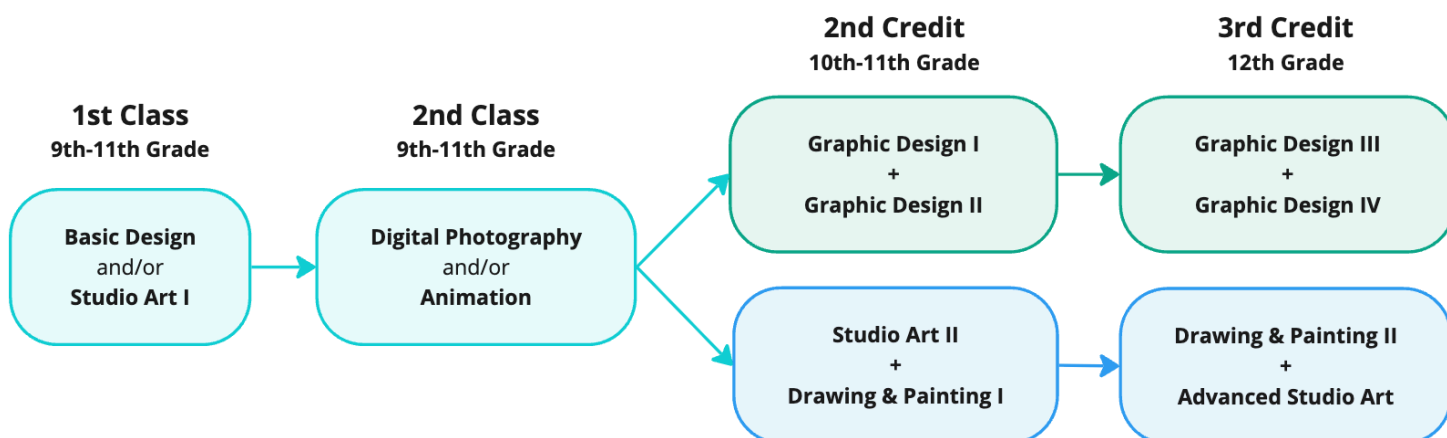 1st Class
9th-11th Grade
Basic Design
and/or
Studio Art I
2nd Class
9th-11th Grade
Digital Photography
and/or
Animation
2nd Credit
10th-11th Grade
Graphic Design I
+
Graphic Design II
Studio Art II
+
Drawing & Painting I
3rd Credit
12th Grade
Graphic Design III
+
Graphic Design IV
Drawing & Painting II
+
Advanced Studio Art